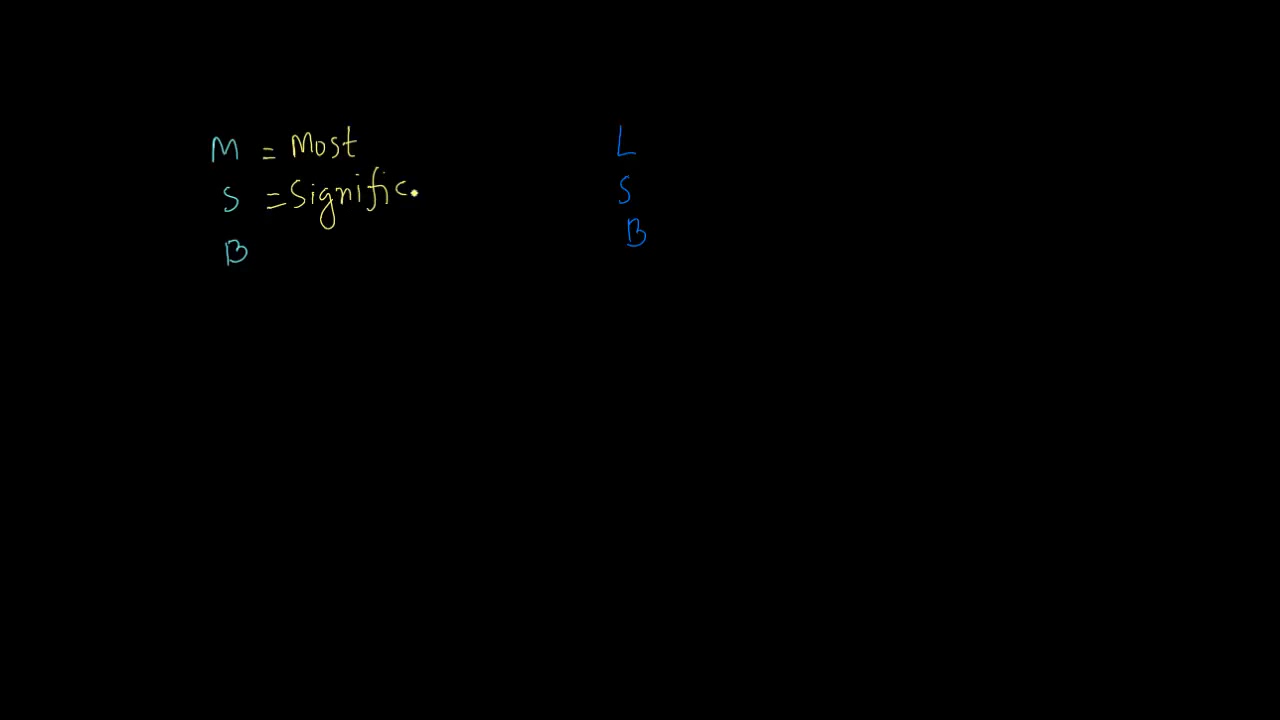 M = Most
S = Signific
B
L
S
B